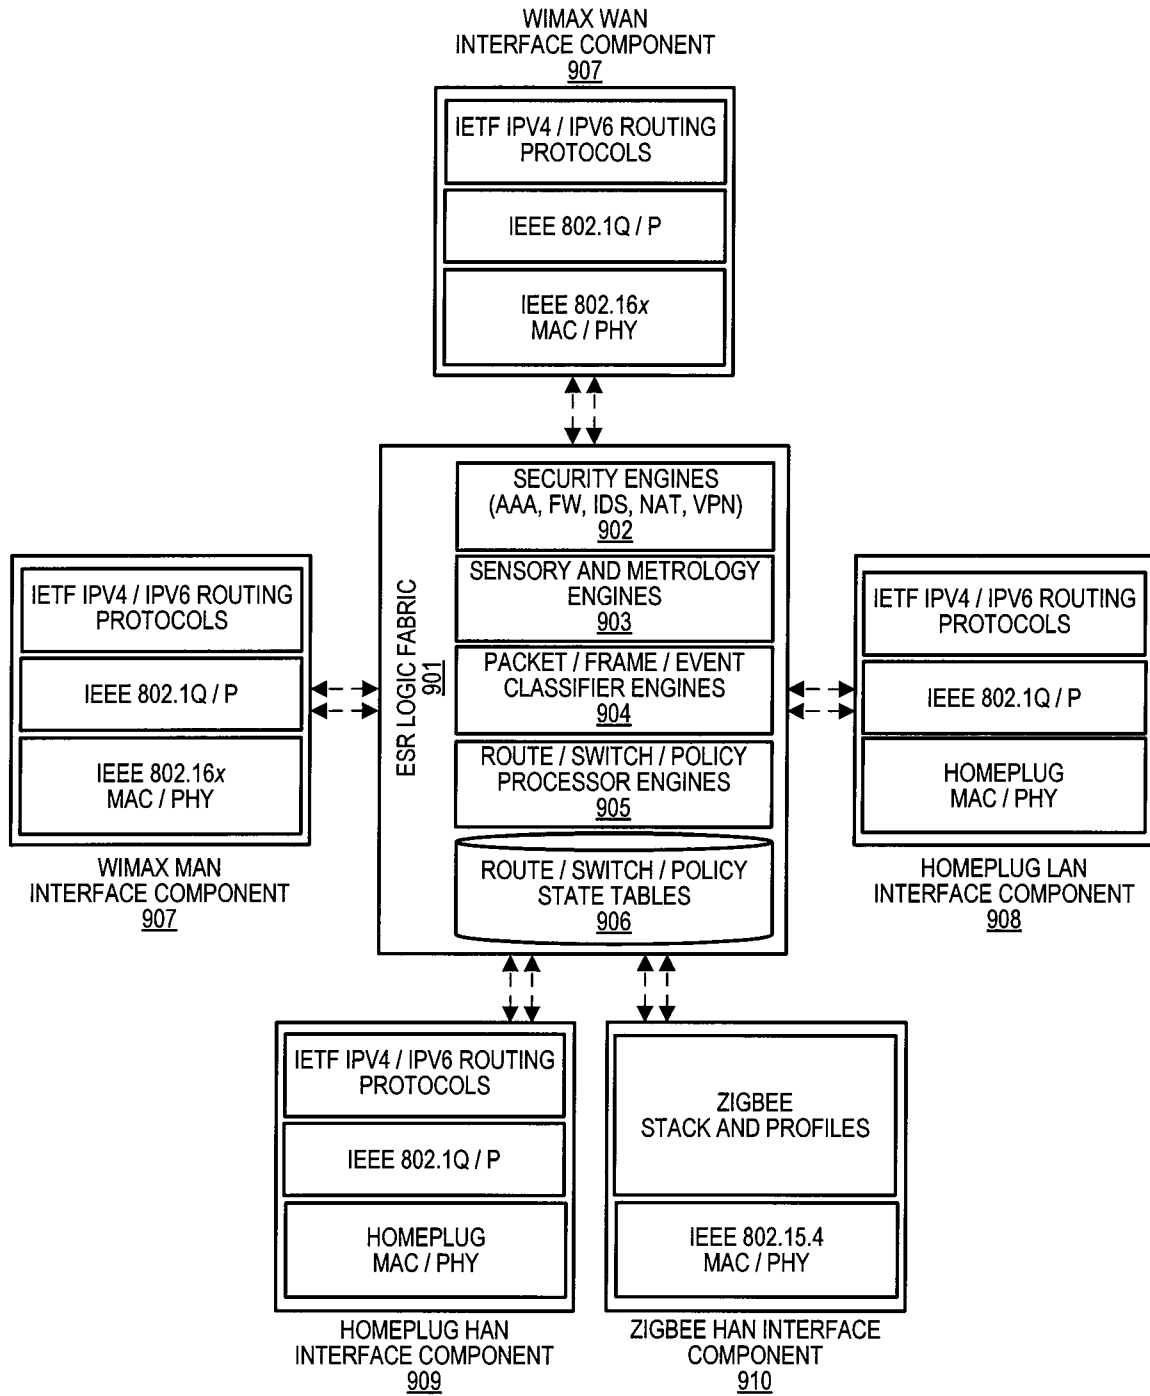 WIMAX WAN
INTERFACE COMPONENT
907
IETF IPV4 / IPV6 ROUTING
PROTOCOLS
IEEE 802.1Q / P
IEEE 802.16x
MAC / PHY
ESR LOGIC FABRIC
901
SECURITY ENGINES
(AAA, FW, IDS, NAT, VPN)
902
SENSORY AND METROLOGY
ENGINES
903
PACKET / FRAME / EVENT
CLASSIFIER ENGINES
904
ROUTE / SWITCH / POLICY
PROCESSOR ENGINES
905
ROUTE / SWITCH / POLICY
STATE TABLES
906
IETF IPV4 / IPV6 ROUTING
PROTOCOLS
IEEE 802.1Q / P
IEEE 802.16x
MAC / PHY
WIMAX MAN
INTERFACE COMPONENT
907
IETF IPV4 / IPV6 ROUTING
PROTOCOLS
IEEE 802.1Q / P
HOMEPLUG
MAC / PHY
HOMEPLUG LAN
INTERFACE COMPONENT
908
IETF IPV4 / IPV6 ROUTING
PROTOCOLS
IEEE 802.1Q / P
HOMEPLUG
MAC / PHY
HOMEPLUG HAN
INTERFACE COMPONENT
909
ZIGBEE
STACK AND PROFILES
IEEE 802.15.4
MAC / PHY
ZIGBEE HAN INTERFACE
COMPONENT
910